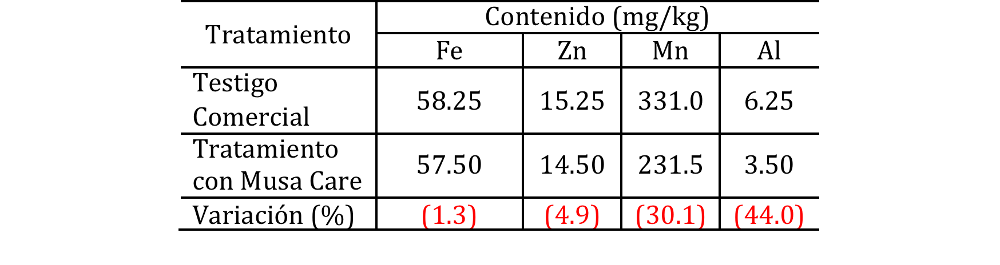 Tratamiento
Contenido (mg/kg)
Fe Zn Mn Al
Testigo
Comercial
58.25 15.25 331.0 6.25
Tratamiento
con Musa Care
57.50 14.50 231.5 3.50
Variación (%) (1.3) (4.9) (30.1) (44.0)